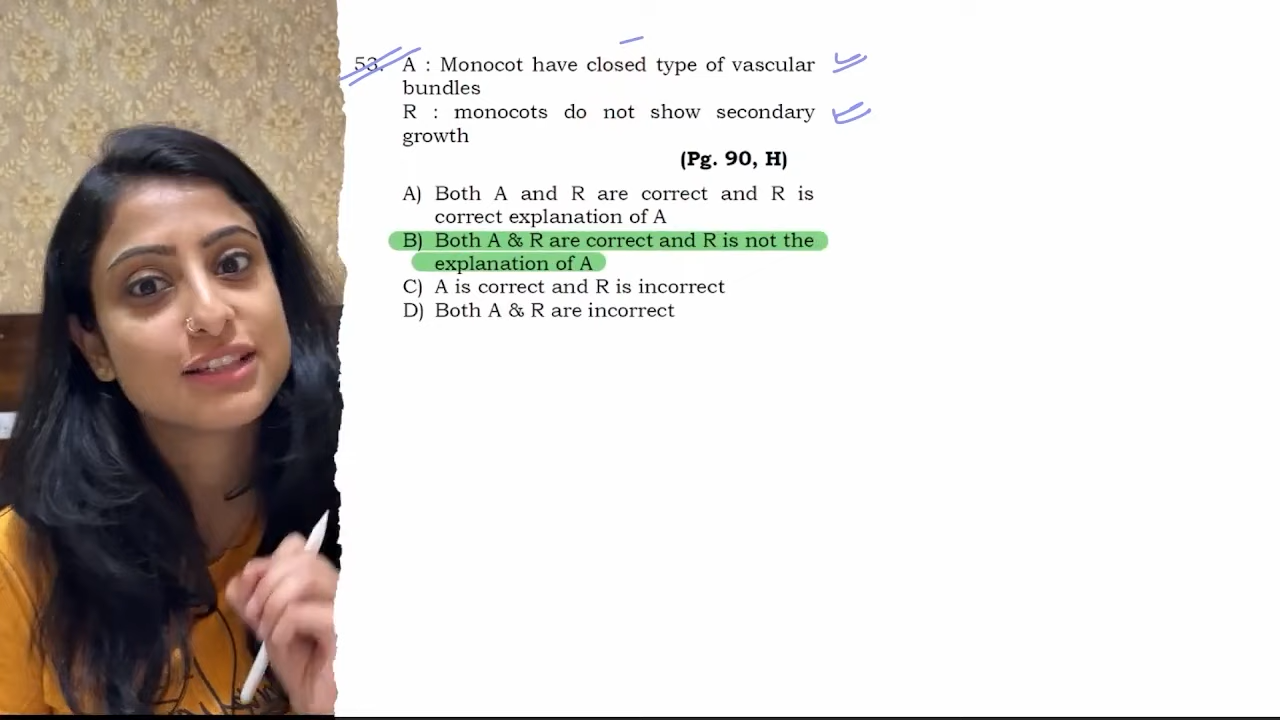 53. A : Monocot have closed type of vascular
bundles
R : monocots do not show secondary
growth
(Pg. 90, H)
A) Both A and R are correct and R is
correct explanation of A
B) Both A & R are correct and R is not the
explanation of A
C) A is correct and R is incorrect
D) Both A & R are incorrect